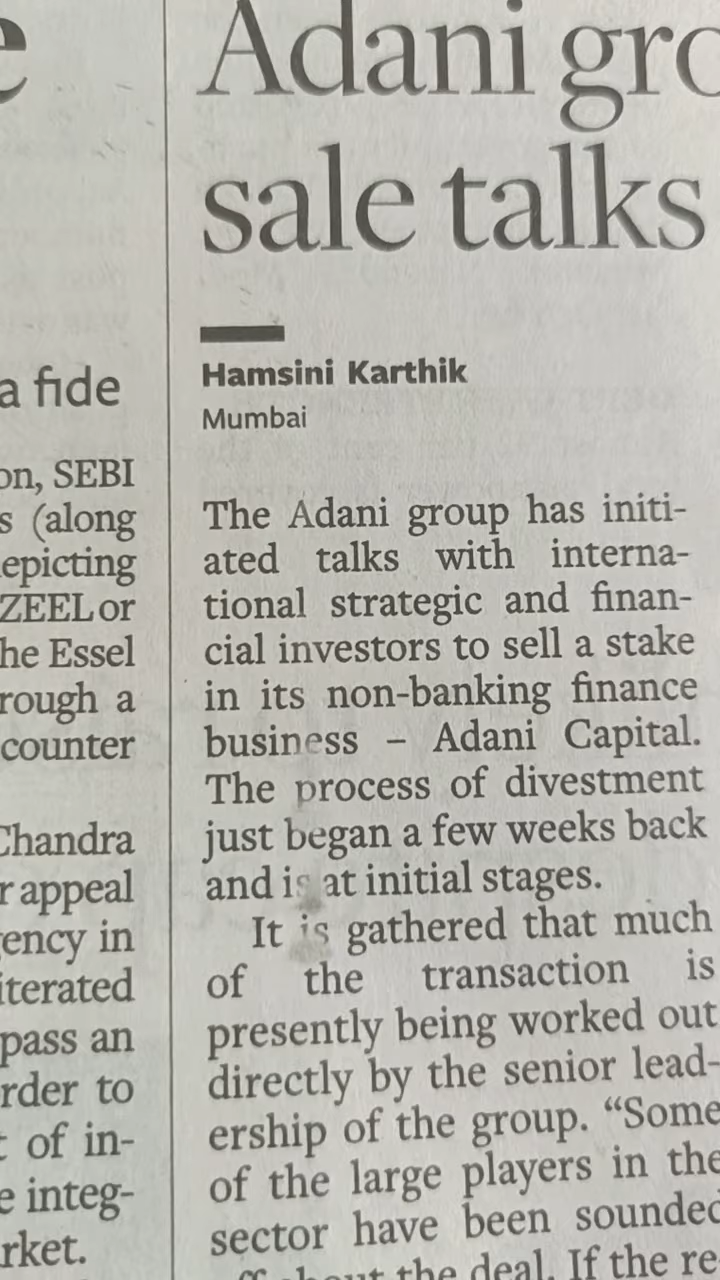 a fide
on, SEBI
s (along
epicting
ZEEL or
he Essel
rough a
counter
Chandra
r appeal
ency in
iterated
pass an
rder to
of in-
e integ-
rket.
Adani gro
sale talks
Hamsini Karthik
Mumbai
The Adani group has initi-
ated talks with interna-
tional strategic and finan-
cial investors to sell a stake
in its non-banking finance
business – Adani Capital.
The process of divestment
just began a few weeks back
and is at initial stages.
It is gathered that much
of the transaction is
presently being worked out
directly by the senior lead-
ership of the group. “Some
of the large players in the
sector have been sounded
the deal. If the re